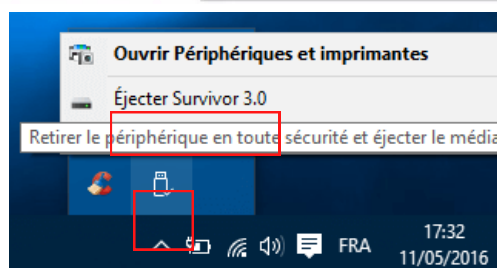 Ouvrir Périphériques et imprimantes
Éjecter Survivor 3.0
Retirer le périphérique en toute sécurité et éjecter le média
FRA
17:32
11/05/2016